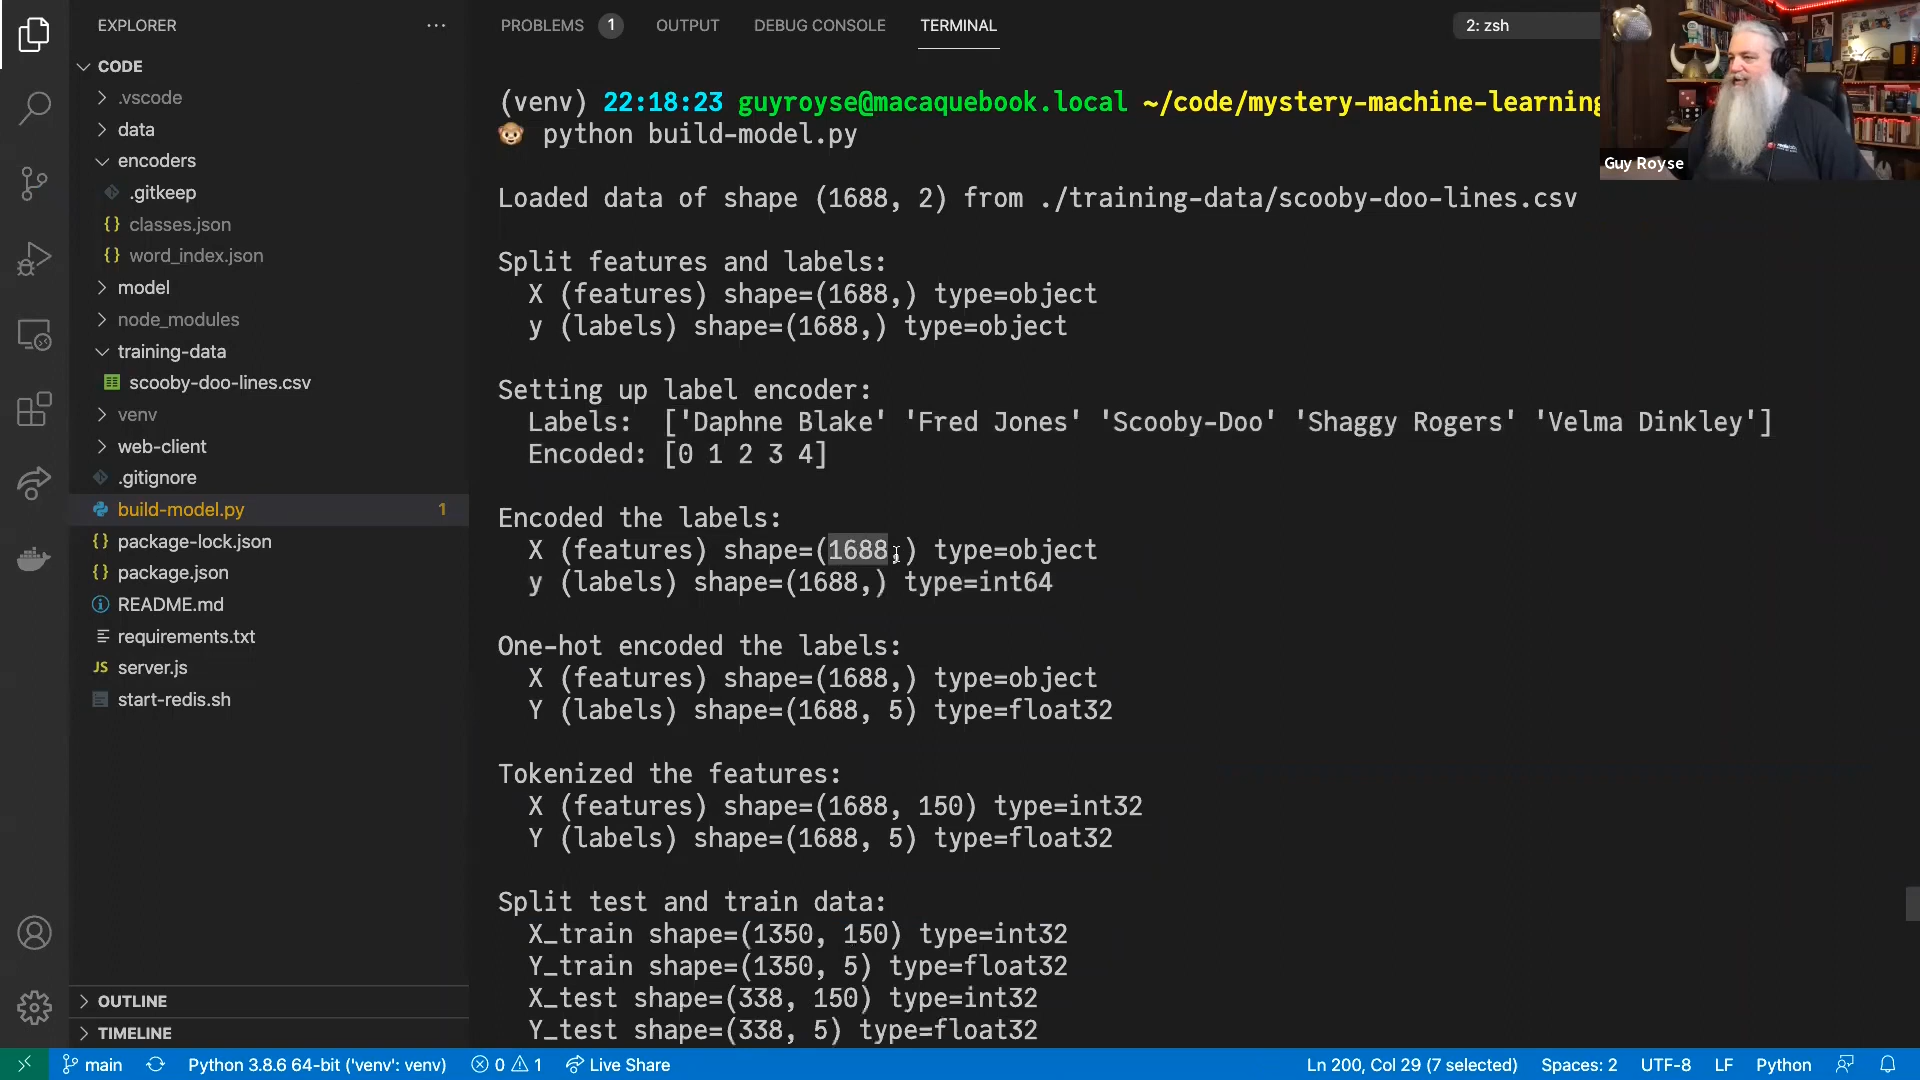 EXPLORER
CODE
.vscode
data
encoders
.gitkeep
classes.json
word_index.json
model
node_modules
training-data
scooby-doo-lines.csv
venv
web-client
.gitignore
build-model.py 1
package-lock.json
package.json
README.md
requirements.txt
server.js
start-redis.sh
OUTLINE
TIMELINE
PROBLEMS 1 OUTPUT DEBUG CONSOLE TERMINAL 2: zsh
(venv) 22:18:23 guyroyse@macaquebook.local ~/code/mystery-machine-learning
python build-model.py
Loaded data of shape (1688, 2) from ./training-data/scooby-doo-lines.csv
Split features and labels:
X (features) shape=(1688,) type=object
y (labels) shape=(1688,) type=object
Setting up label encoder:
Labels: ['Daphne Blake' 'Fred Jones' 'Scooby-Doo' 'Shaggy Rogers' 'Velma Dinkley']
Encoded: [0 1 2 3 4]
Encoded the labels:
X (features) shape=(1688,) type=object
y (labels) shape=(1688,) type=int64
One-hot encoded the labels:
X (features) shape=(1688,) type=object
Y (labels) shape=(1688, 5) type=float32
Tokenized the features:
X (features) shape=(1688, 150) type=int32
Y (labels) shape=(1688, 5) type=float32
Split test and train data:
X_train shape=(1350, 150) type=int32
Y_train shape=(1350, 5) type=float32
X_test shape=(338, 150) type=int32
Y_test shape=(338, 5) type=float32
Guy Royse
main Python 3.8.6 64-bit ('venv': venv) 0 1 Live Share Ln 200, Col 29 (7 selected) Spaces: 2 UTF-8 LF Python